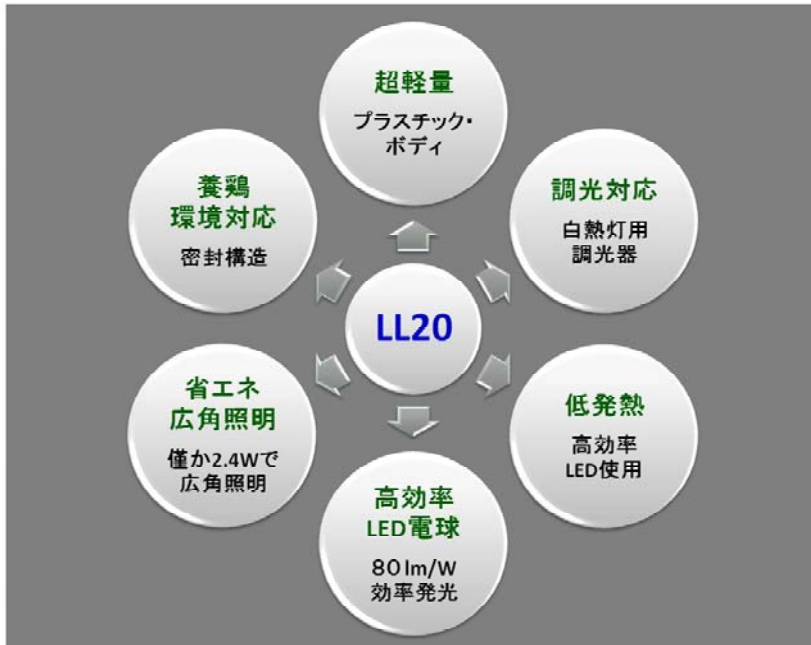 超軽量
プラスチック・
ボディ
調光対応
白熱灯用
調光器
低発熱
高効率
LED使用
高効率
LED電球
80lm/W
効率発光
省エネ
広角照明
僅か2.4Wで
広角照明
養鶏
環境対応
密封構造
LL20